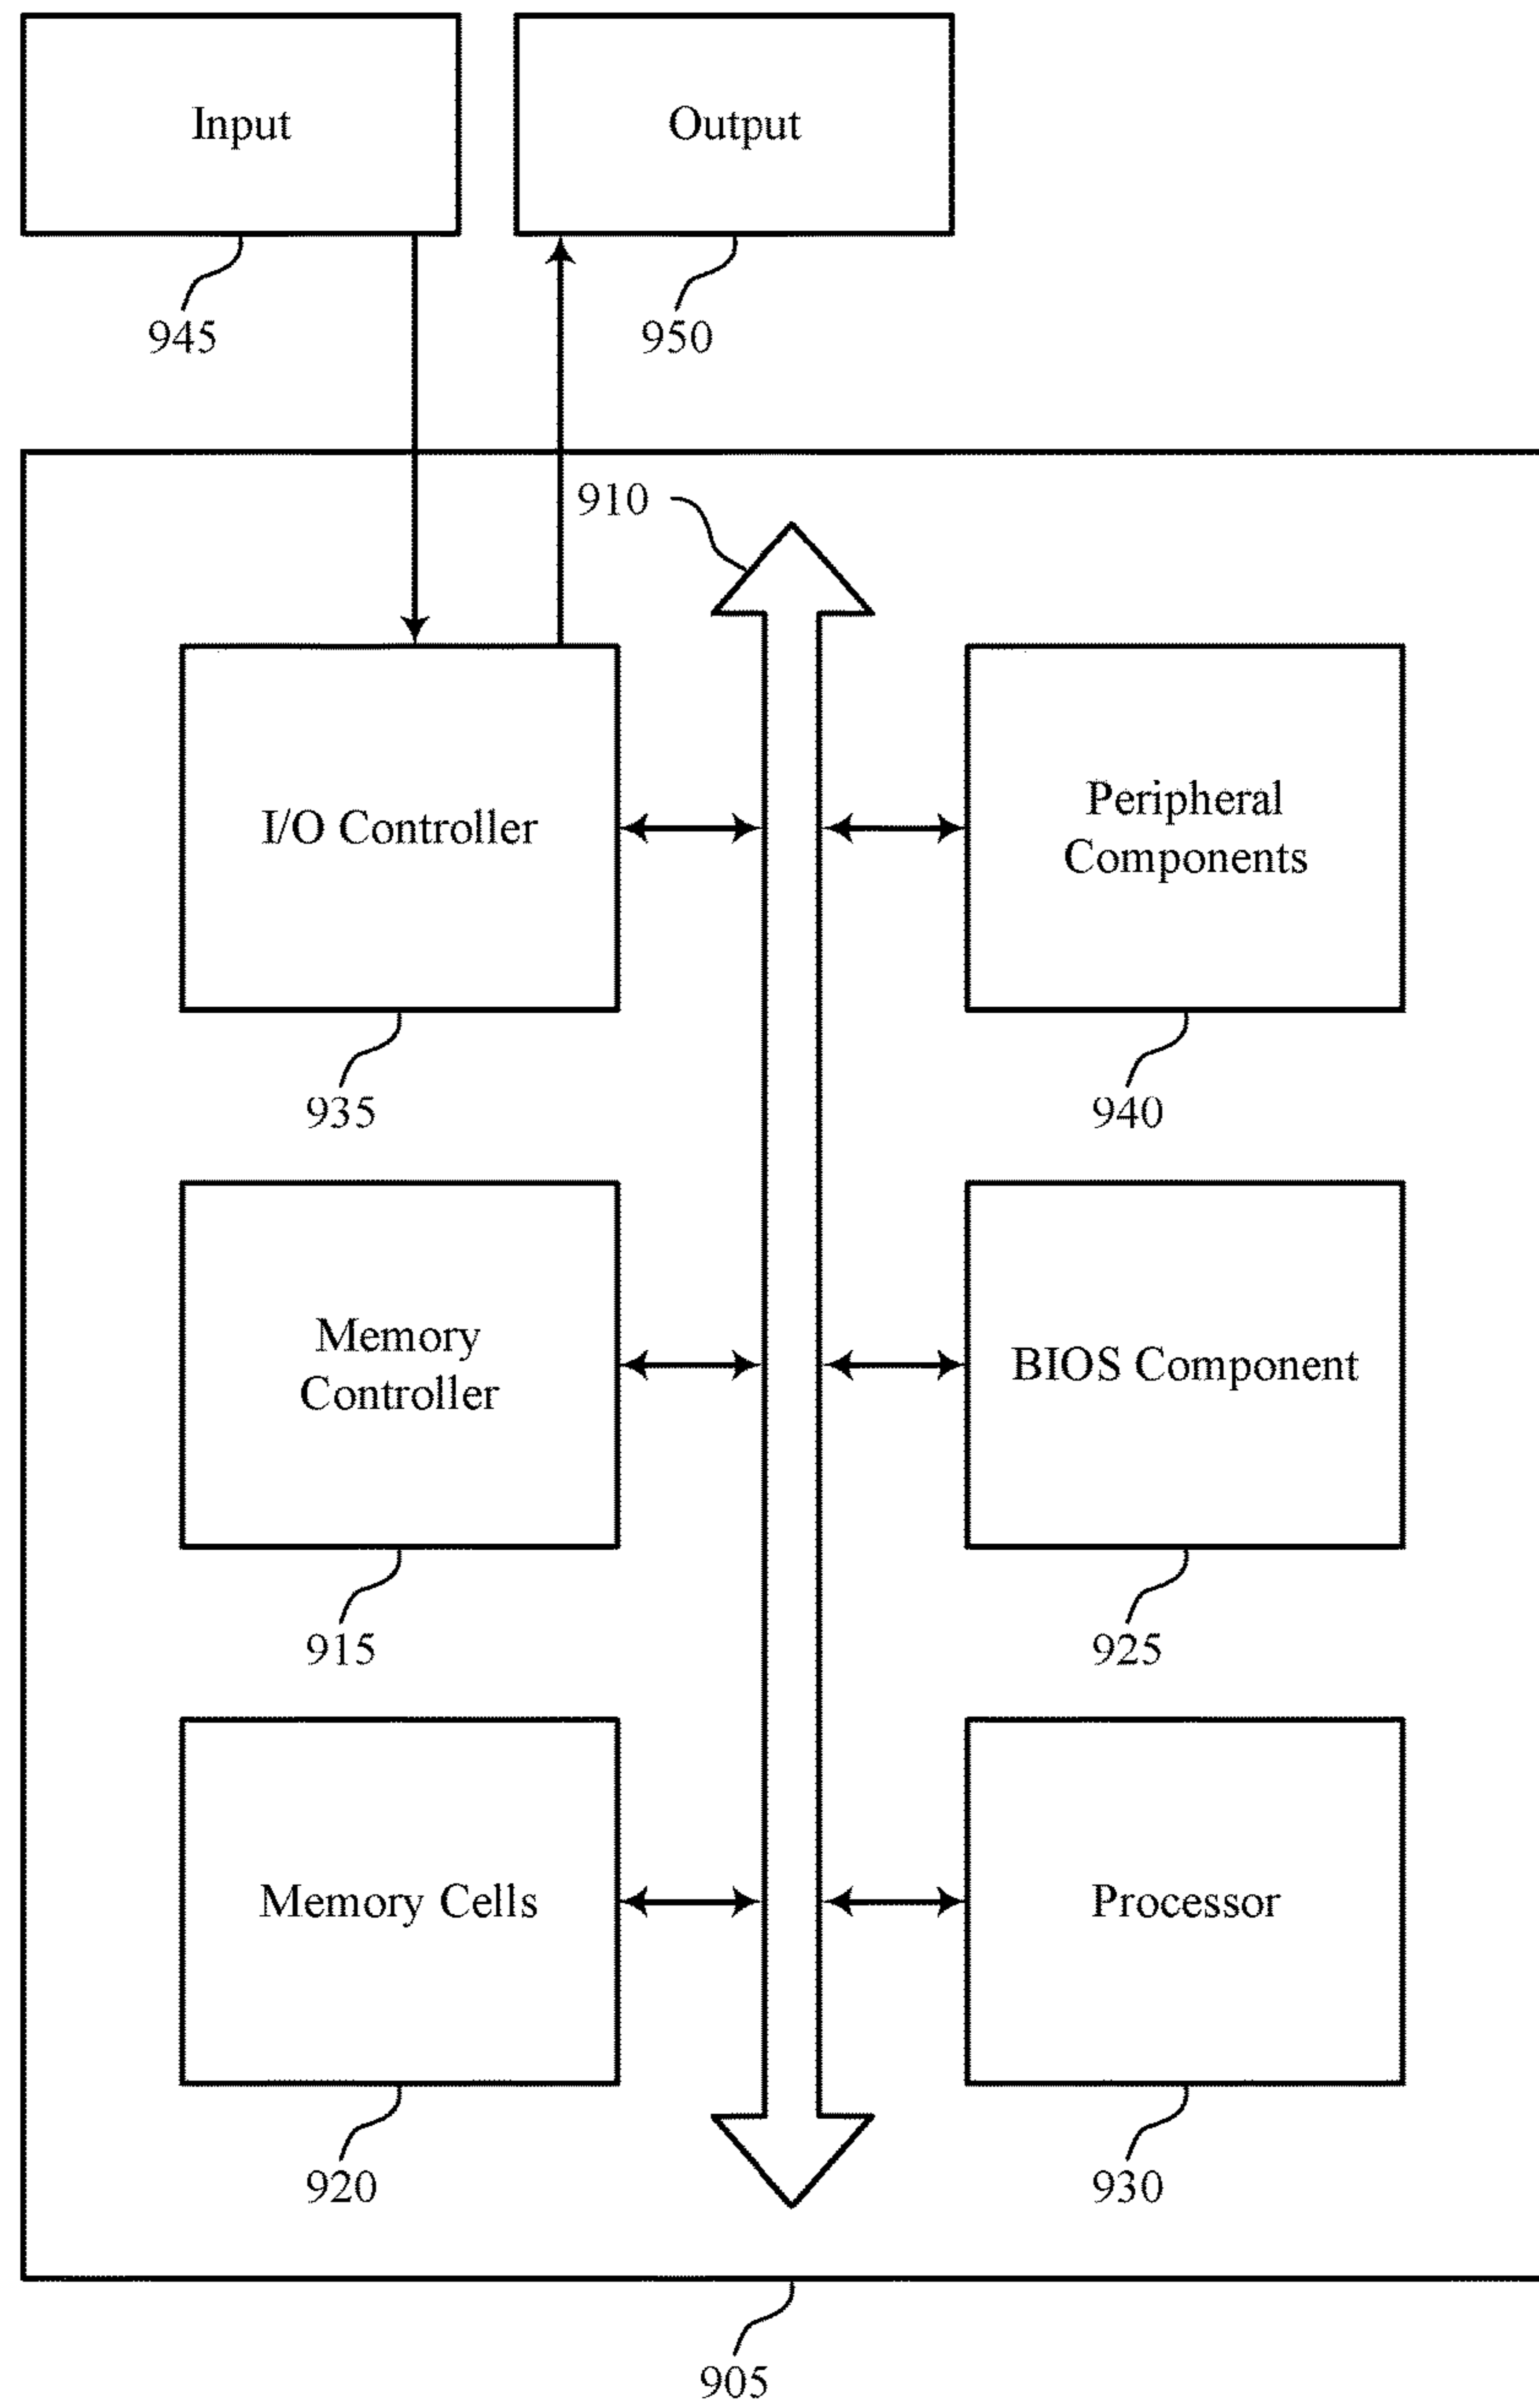 Input
Output
945
950
910
I/O Controller
Peripheral
Components
935
940
Memory
Controller
BIOS Component
915
925
Memory Cells
Processor
920
930
905